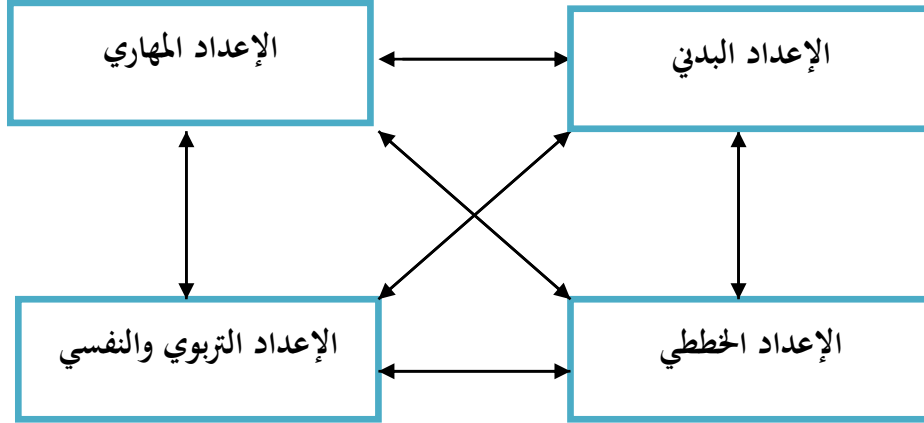 الإعداد البدني
الإعداد المهاري
الإعداد الخططي
الإعداد التربوي والنفسي